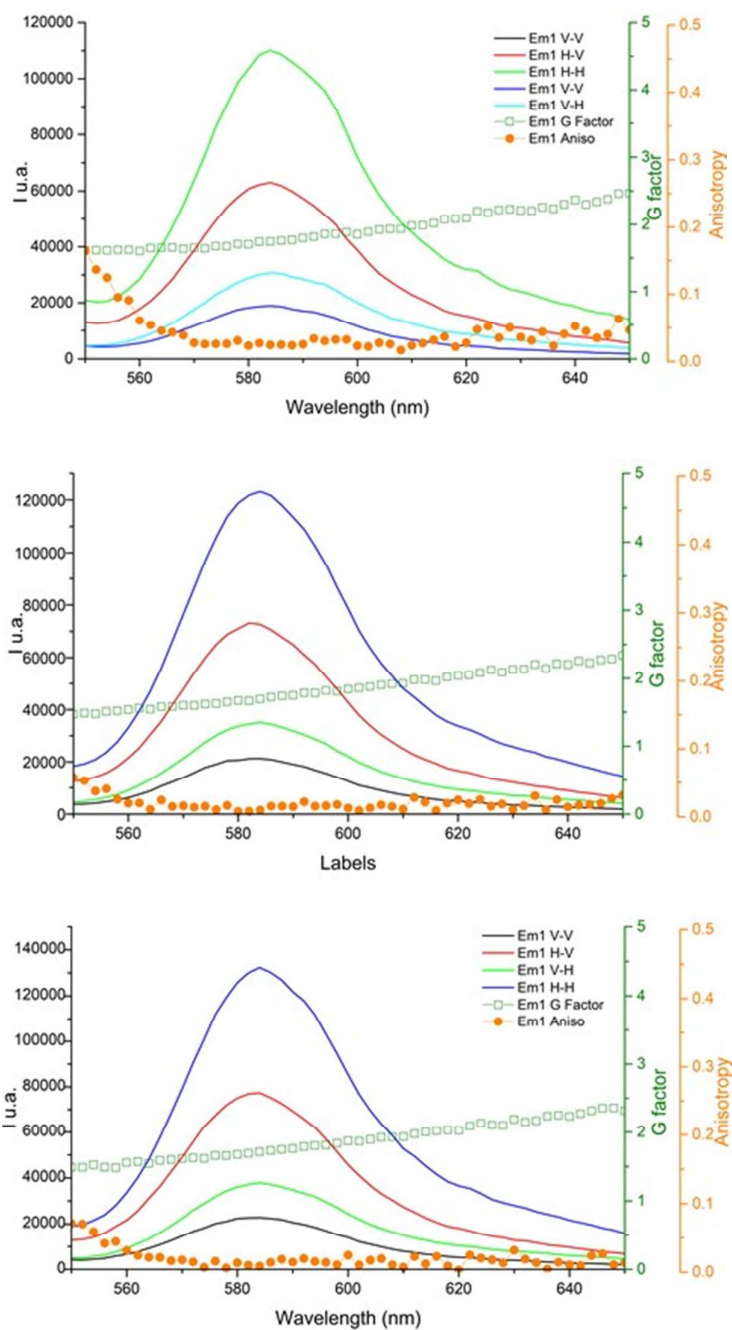 120000
100000
80000
60000
40000
20000
0
I u.a.
560
580
600
620
640
Wavelength (nm)
Em1 V-V
Em1 H-V
Em1 H-H
Em1 V-V
Em1 V-H
Em1 G Factor
Em1 Aniso
5
4
3
2
1
0
G factor
0.5
0.4
0.3
0.2
0.1
0.0
Anisotropy
120000
100000
80000
60000
40000
20000
0
I u.a.
560
580
600
620
640
Labels
5
4
3
2
1
0
G factor
0.5
0.4
0.3
0.2
0.1
0.0
Anisotropy
140000
120000
100000
80000
60000
40000
20000
0
I u.a.
560
580
600
620
640
Wavelength (nm)
Em1 V-V
Em1 H-V
Em1 V-H
Em1 H-H
Em1 G Factor
Em1 Aniso
5
4
3
2
1
0
G factor
0.5
0.4
0.3
0.2
0.1
0.0
Anisotropy